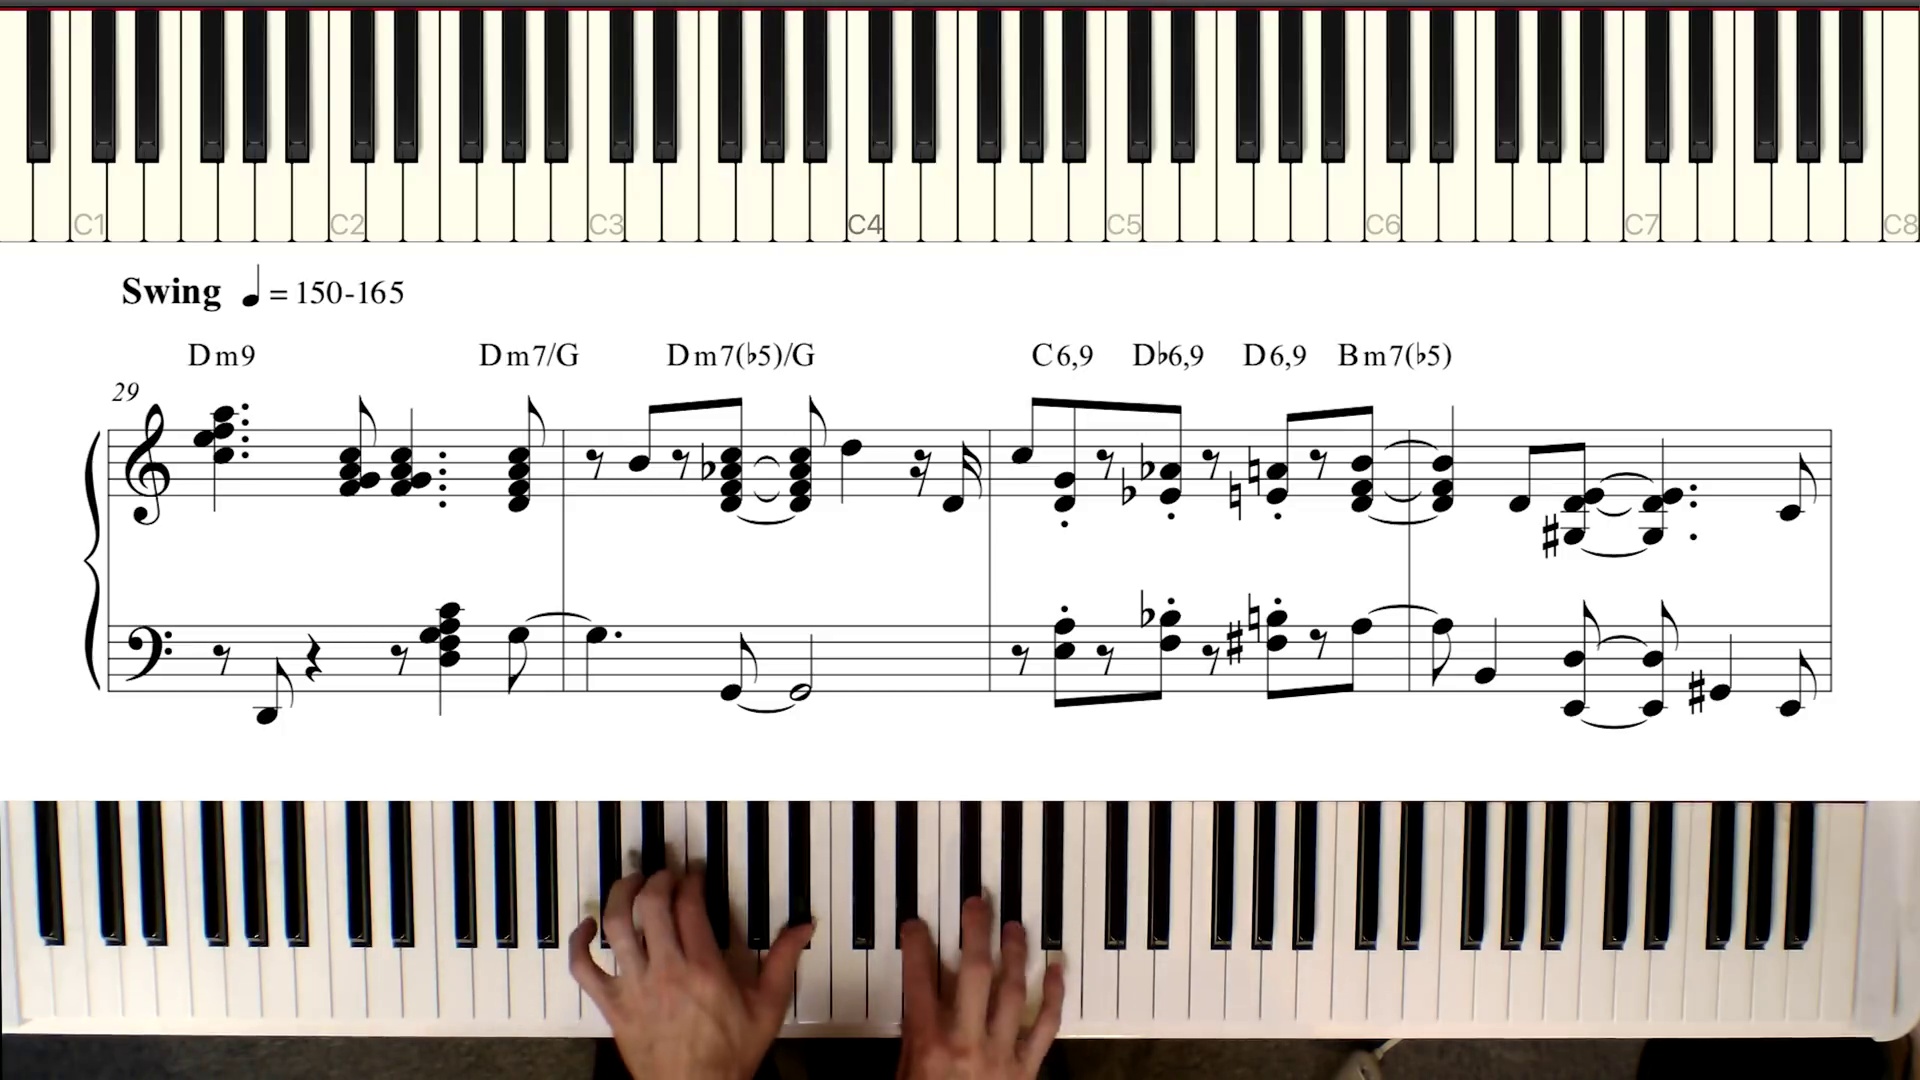 C1 C2 C3 C4 C5 C6 C7 C8
Swing ♩ = 150-165
Dm9 Dm7/G Dm7(♭5)/G C6,9 D♭6,9 D6,9 Bm7(♭5)
29